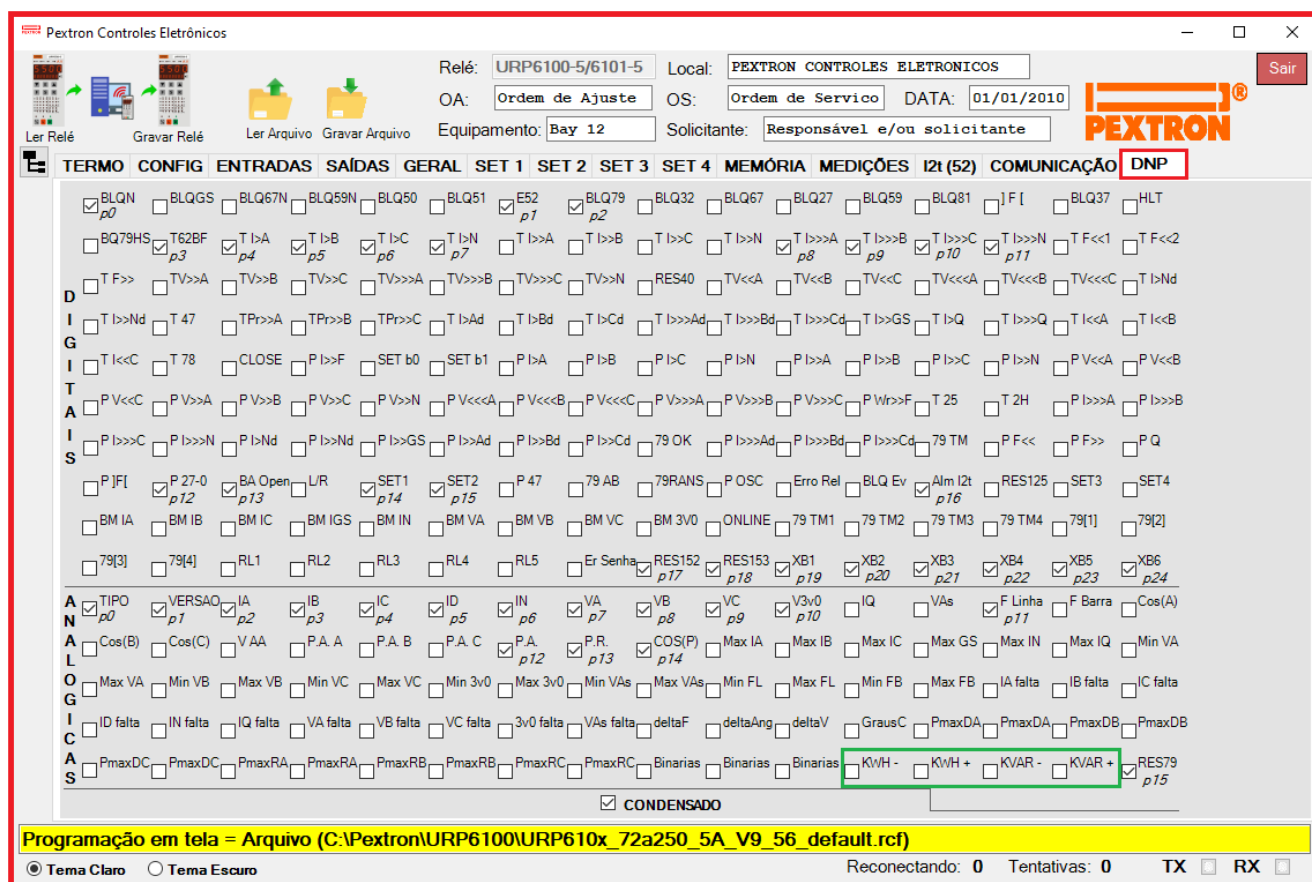 Pextron Controles Eletrônicos
Relé: URP6100-5/6101-5 Local: PEXTRON CONTROLES ELETRONICOS Sair
OA: Ordem de Ajuste OS: Ordem de Servico DATA: 01/01/2010
Ler Relé Gravar Relé Ler Arquivo Gravar Arquivo Equipamento: Bay 12 Solicitante: Responsável e/ou solicitante PEXTRON ®
TERMO CONFIG ENTRADAS SAÍDAS GERAL SET 1 SET 2 SET 3 SET 4 MEMÓRIA MEDIÇÕES I2t (52) COMUNICAÇÃO DNP
DIGITAIS
BLQN p0 BLQGS BLQ67N BLQ59N BLQ50 BLQ51 E52 p1 BLQ79 p2 BLQ32 BLQ67 BLQ27 BLQ59 BLQ81 ]F[ BLQ37 HLT
BQ79HS T62BF p3 T I>A p4 T I>B p5 T I>C p6 T I>N p7 T I>>A T I>>B T I>>C T I>>N T I>>>A p8 T I>>>B p9 T I>>>C p10 T I>>>N p11 T F<<1 T F<<2
T F>> TV>>A TV>>B TV>>C TV>>>A TV>>>B TV>>>C TV>>N RES40 TV<<A TV<<B TV<<C TV<<<A TV<<<B TV<<<C T I>Nd
T I>>Nd T 47 TPr>>A TPr>>B TPr>>C T I>Ad T I>Bd T I>Cd T I>>>Ad T I>>>Bd T I>>>Cd T I>>GS T I>Q T I>>>Q T I<<A T I<<B
T I<<C T 78 CLOSE P I>>F SET b0 SET b1 P I>A P I>B P I>C P I>N P I>>A P I>>B P I>>C P I>>N P V<<A P V<<B
P V<<C P V>>A P V>>B P V>>C P V>>N P V<<<A P V<<<B P V<<<C P V>>>A P V>>>B P V>>>C P Wr>>F T 25 T 2H P I>>>A P I>>>B
P I>>>C P I>>>N P I>Nd P I>>Nd P I>>GS P I>>Ad P I>>Bd P I>>Cd 79 OK P I>>>Ad P I>>>Bd P I>>>Cd 79 TM P F<< P F>> P Q
P ]F[ P 27-0 p12 BA Open p13 L/R SET1 p14 SET2 p15 P 47 79 AB 79RANS P OSC Erro Rel BLQ Ev Alm I2t p16 RES125 SET3 SET4
BM IA BM IB BM IC BM IGS BM IN BM VA BM VB BM VC BM 3V0 ONLINE 79 TM1 79 TM2 79 TM3 79 TM4 79[1] 79[2]
79[3] 79[4] RL1 RL2 RL3 RL4 RL5 Er Senha RES152 p17 RES153 p18 XB1 p19 XB2 p20 XB3 p21 XB4 p22 XB5 p23 XB6 p24
ANALOGICAS
TIPO p0 VERSAO p1 IA p2 IB p3 IC p4 ID p5 IN p6 VA p7 VB p8 VC p9 V3v0 p10 IQ VAs F Linha p11 F Barra Cos(A)
Cos(B) Cos(C) V AA P.A. A P.A. B P.A. C P.A. p12 P.R. p13 COS(P) p14 Max IA Max IB Max IC Max GS Max IN Max IQ Min VA
Max VA Min VB Max VB Min VC Max VC Min 3v0 Max 3v0 Min VAs Max VAs Min FL Max FL Min FB Max FB IA falta IB falta IC falta
ID falta IN falta IQ falta VA falta VB falta VC falta 3v0 falta VAs falta deltaF deltaAng deltaV GrausC PmaxDA PmaxDA PmaxDB PmaxDB
PmaxDC PmaxDC PmaxRA PmaxRA PmaxRB PmaxRB PmaxRC PmaxRC Binarias Binarias Binarias KWH - KWH + KVAR - KVAR + RES79 p15
CONDENSADO
Programação em tela = Arquivo (C:\Pextron\URP6100\URP610x_72a250_5A_V9_56_default.rcf)
Tema Claro Tema Escuro Reconectando: 0 Tentativas: 0 TX RX